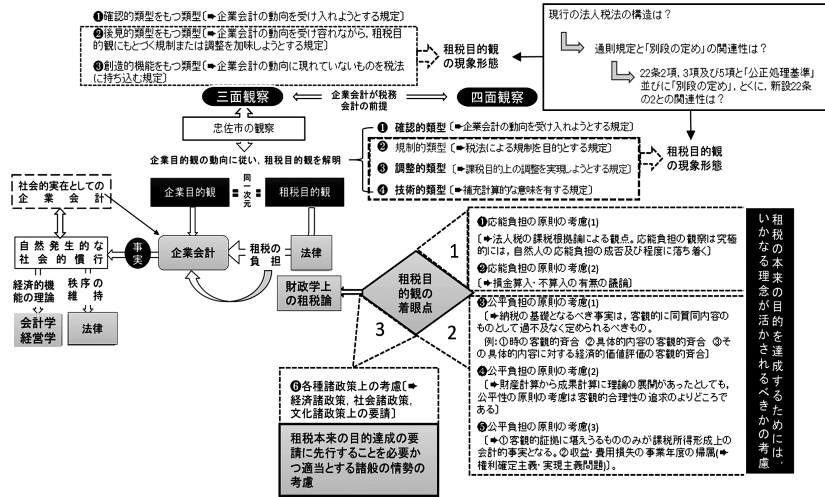 ❶確認的類型をもつ類型〔➡企業会計の動向を受け入れようとする規定〕
❷後見的類型をもつ類型〔➡企業会計の動向を受け容れながら，租税目
的観にもとづく規制または調整を加味しようとする規定〕
❸創造的機能をもつ類型〔➡企業会計の動向に現れていないものを税法
に持ち込む規定〕
租税目的観
の現象形態
現行の法人税法の構造は？
通則規定と「別段の定め」の関連性は？
22条2項，3項及び5項と「公正処理基準」
並びに「別段の定め」，とくに，新設22条
の2との関連性は？
三面観察
企業会計が税務
会計の前提
四面観察
忠佐市の観察
企業目的観の動向に従い，租税目的観を解明
❶ 確認的類型〔➡企業会計の動向を受け入れようとする規定〕
❷ 規制的類型〔➡税法による規制を目的とする規定〕
❸ 調整的類型〔➡課税目的上の調整を実現しようとする規定〕
❹ 技術的類型〔➡補充計算的な意味を有する規定〕
租税目的観
の現象形態
社会的実在としての
企業会計
企業目的観
同一次元
租税目的観
自然発生的な
社会的慣行
事実
企業会計
租税の
負担
法律
経済的機
能の理論
秩序の
維持
会計学
経営学
法律
財政学上
の租税論
租税目
的観の
着眼点
1
2
3
❶応能負担の原則の考慮(1)
〔➡法人税の課税根拠論による観点。応能負担の観察は究極
的には，自然人の応能負担の成否及び程度に落ち着く〕
❷応能負担の原則の考慮(2)
〔➡損金算入・不算入の有無の議論〕
❸公平負担の原則の考慮(1)
〔➡納税の基礎となるべき事実は，客観的に同質同内容の
ものとして過不及なく定められるべきもの。
例：①時の客観的斉合 ②具体的内容の客観的斉合 ③そ
の具体的内容に対する経済的価値評価の客観的斉合〕
❹公平負担の原則の考慮(2)
〔➡財産計算から成果計算に理論の展開があったとしても，
公平性の原則の考慮は客観的合理性の追求のよりどころで
ある〕
❺公平負担の原則の考慮(3)
〔➡①客観的証拠に堪えうるもののみが課税所得形成上の
会計的事実となる。②収益・費用損失の事業年度の帰属(➡
権利確定主義・実現主義問題)〕。
租税の本来の目的を達成するためには，
いかなる理念が活かされるべきかの考慮
❻各種諸政策上の考慮〔➡
経済諸政策，社会諸政策，
文化諸政策上の要請〕
租税本来の目的達成の要
請に先行することを必要か
つ適当とする諸般の情勢の
考慮